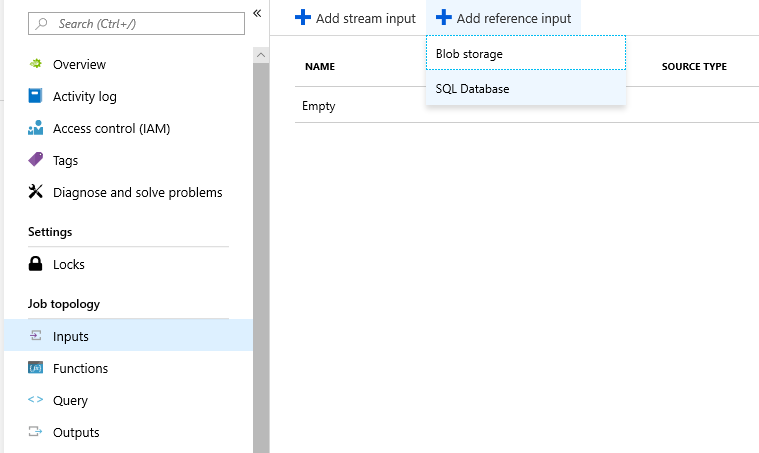 Search (Ctrl+/)
«
Overview
Activity log
Access control (IAM)
Tags
Diagnose and solve problems
Settings
Locks
Job topology
Inputs
Functions
Query
Outputs
Add stream input
Add reference input
Blob storage
SQL Database
NAME
SOURCE TYPE
Empty